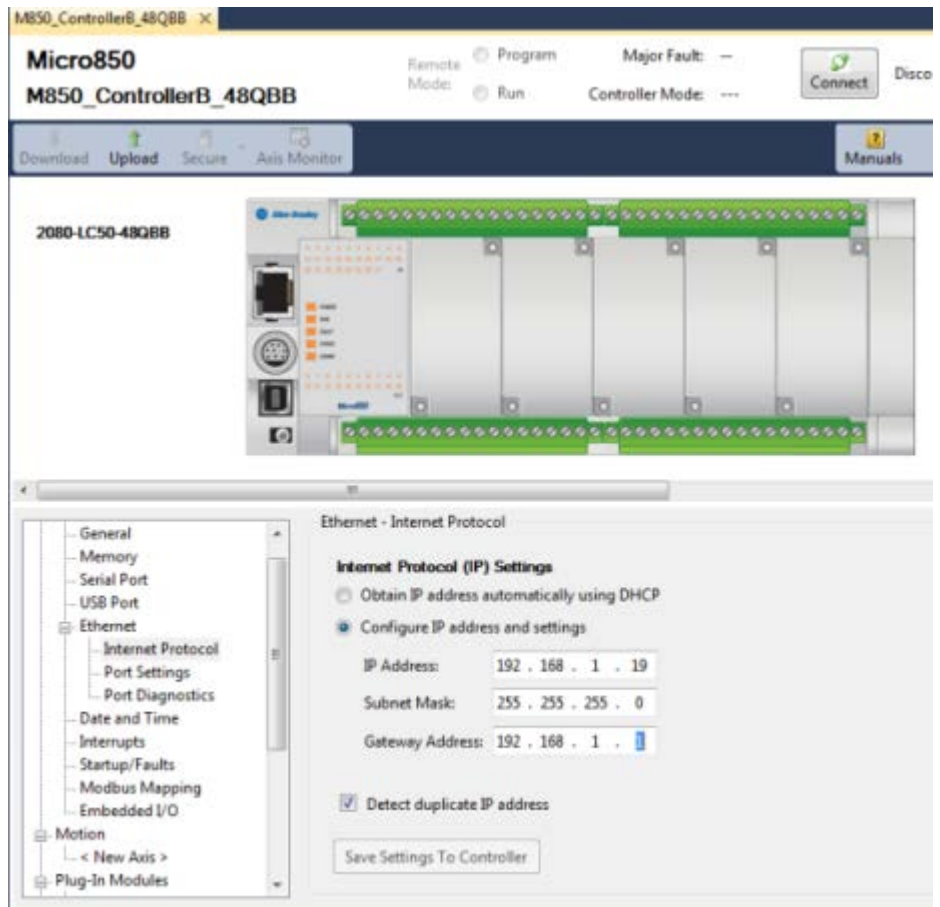 M850_ControllerB_48QBB ×
Micro850
M850_ControllerB_48QBB
Remote Mode:
Program
Run
Major Fault: --
Controller Mode: ---
Connect
Disco
Download Upload Secure Axis Monitor
Manuals
2080-LC50-48QBB
Allen-Bradley
Micro850
General
Memory
Serial Port
USB Port
Ethernet
Internet Protocol
Port Settings
Port Diagnostics
Date and Time
Interrupts
Startup/Faults
Modbus Mapping
Embedded I/O
Motion
< New Axis >
Plug-In Modules
Ethernet - Internet Protocol
Internet Protocol (IP) Settings
Obtain IP address automatically using DHCP
Configure IP address and settings
IP Address: 192 . 168 . 1 . 19
Subnet Mask: 255 . 255 . 255 . 0
Gateway Address: 192 . 168 . 1 . 1
Detect duplicate IP address
Save Settings To Controller